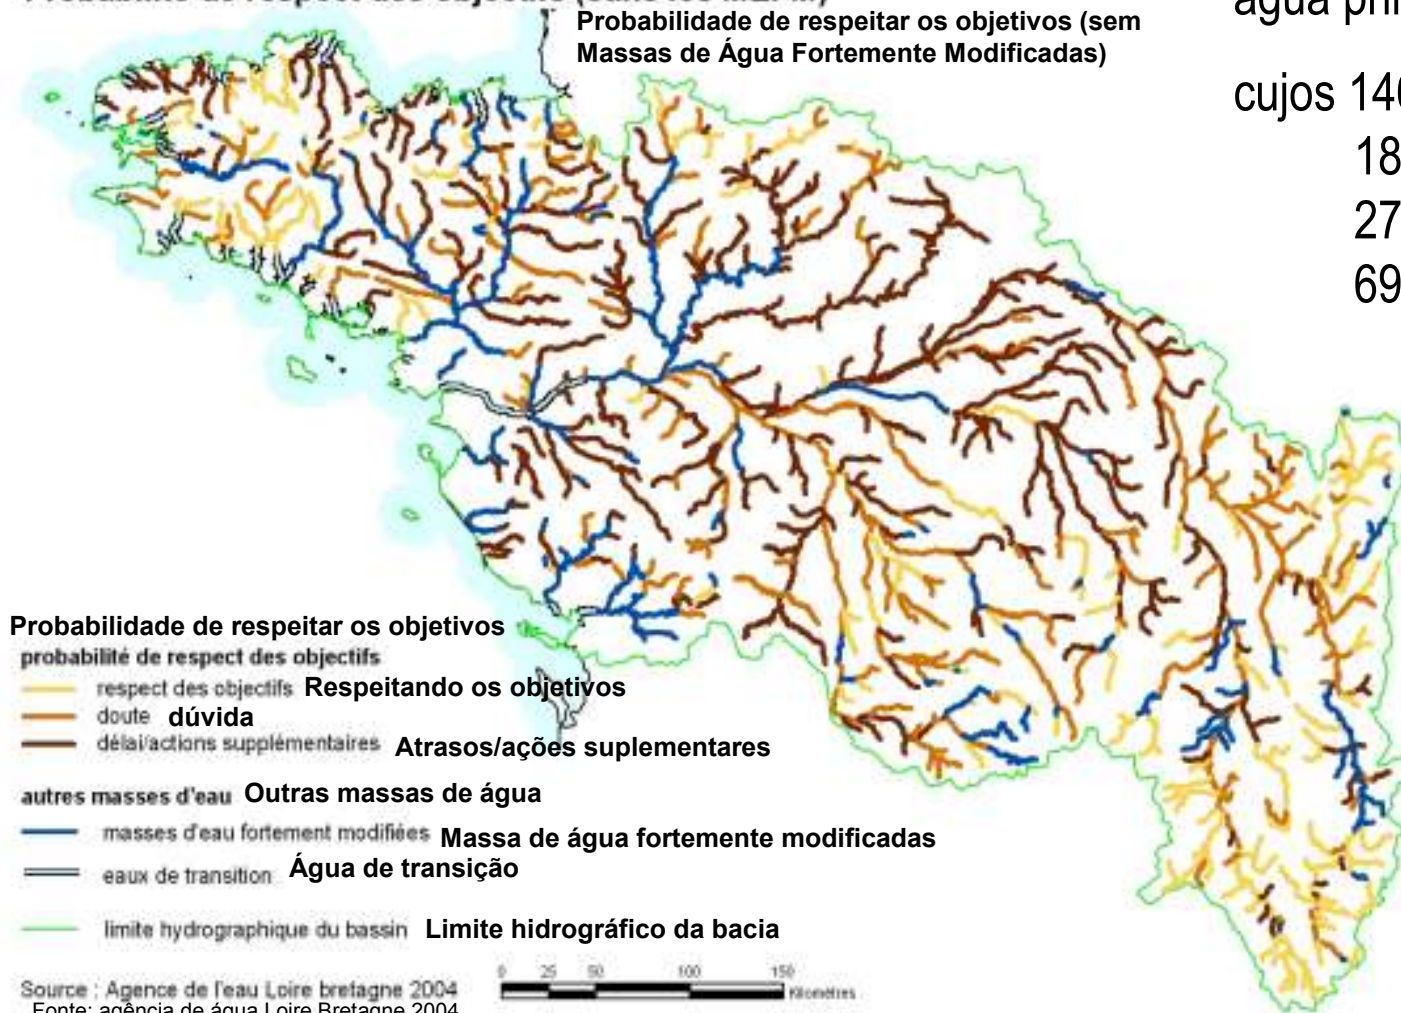 Probabilidade de respeitar os objetivos (sem
Massas de Água Fortemente Modificadas)
água
cujos 140
18
27
69
Probabilidade de respeitar os objetivos
probabilité de respect des objectifs
respect des objectifs Respeitando os objetivos
doute dúvida
délai/actions supplémentaires Atrasos/ações suplementares
autres masses d'eau Outras massas de água
masses d'eau fortement modifiées Massa de água fortemente modificadas
eaux de transition Água de transição
limite hydrographique du bassin Limite hidrográfico da bacia
0 25 50 100 150
Kilomètres
Source : Agence de l'eau Loire bretagne 2004
Fonte: agência de água Loire Bretagne 2004